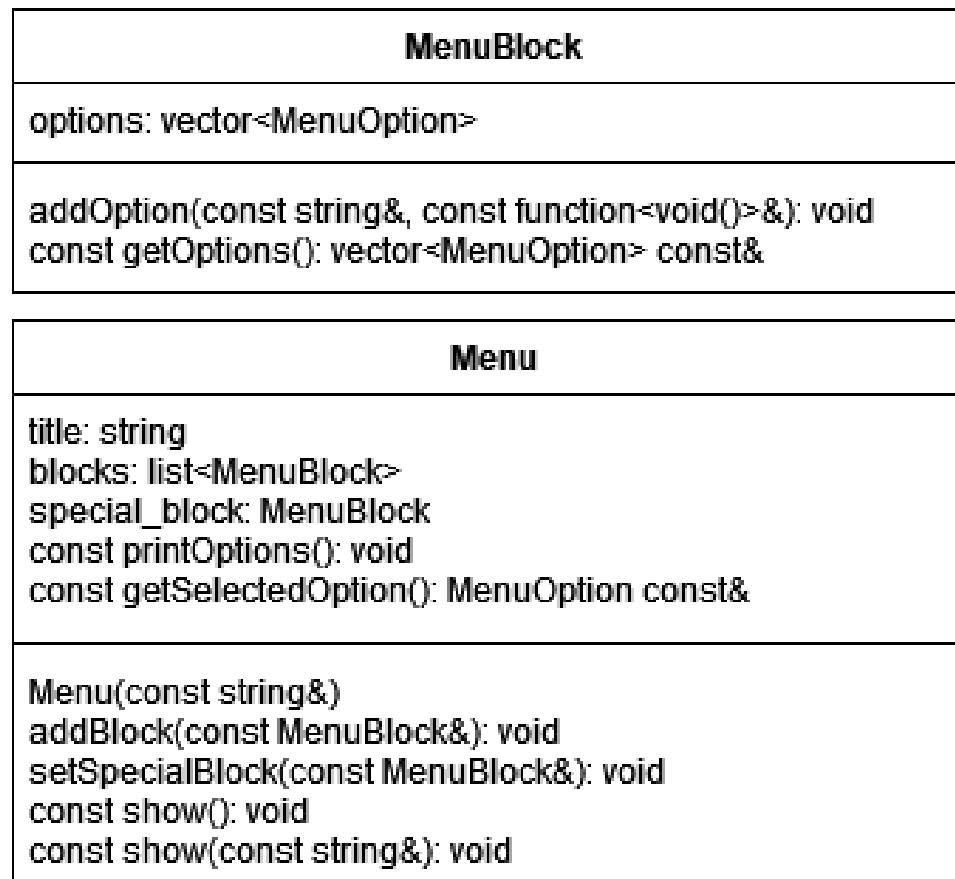 MenuBlock
options: vector<MenuOption>
addOption(const string&, const function<void()>&): void
const getOptions(): vector<MenuOption> const&
Menu
title: string
blocks: list<MenuBlock>
special_block: MenuBlock
const printOptions(): void
const getSelectedOption(): MenuOption const&
Menu(const string&)
addBlock(const MenuBlock&): void
setSpecialBlock(const MenuBlock&): void
const show(): void
const show(const string&): void